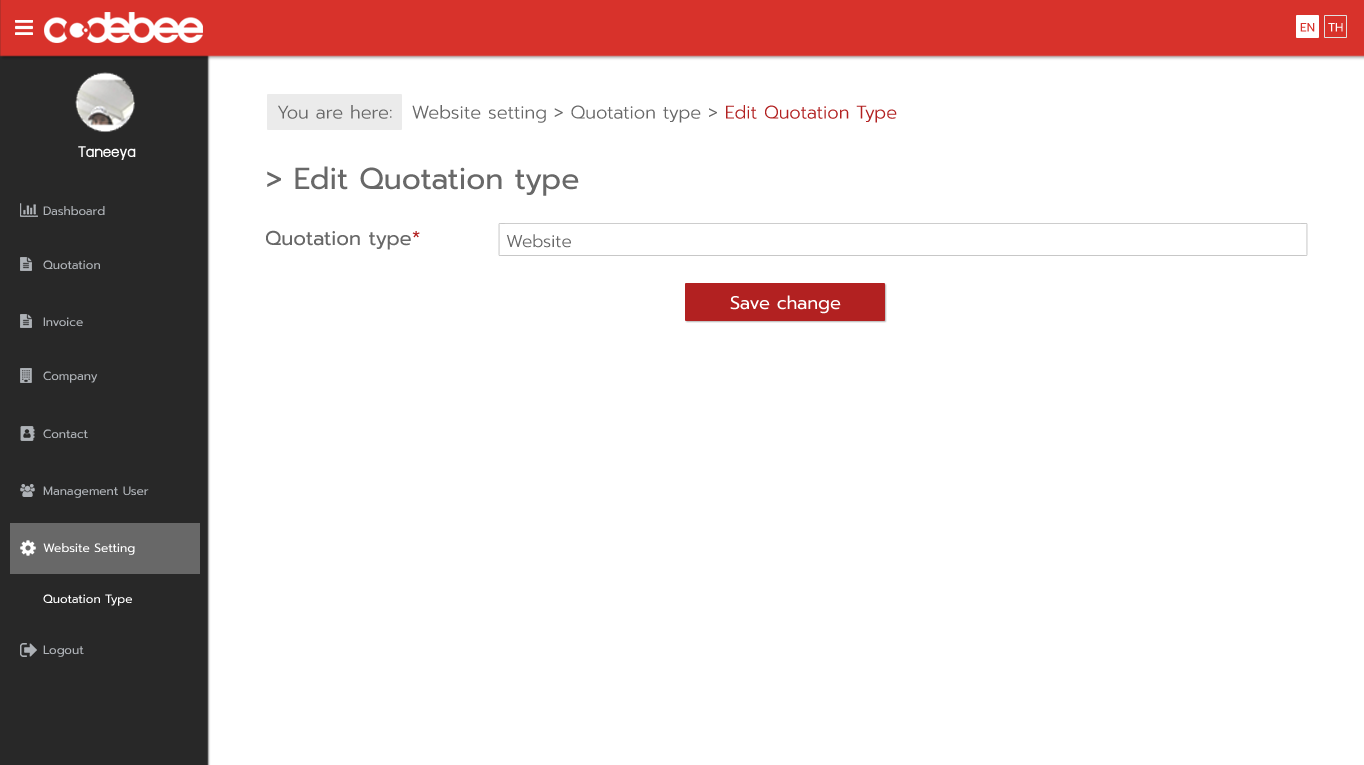 codebee
EN TH
Taneeya
Dashboard
Quotation
Invoice
Company
Contact
Management User
Website Setting
Quotation Type
Logout
You are here: Website setting > Quotation type > Edit Quotation Type
> Edit Quotation type
Quotation type* Website
Save change